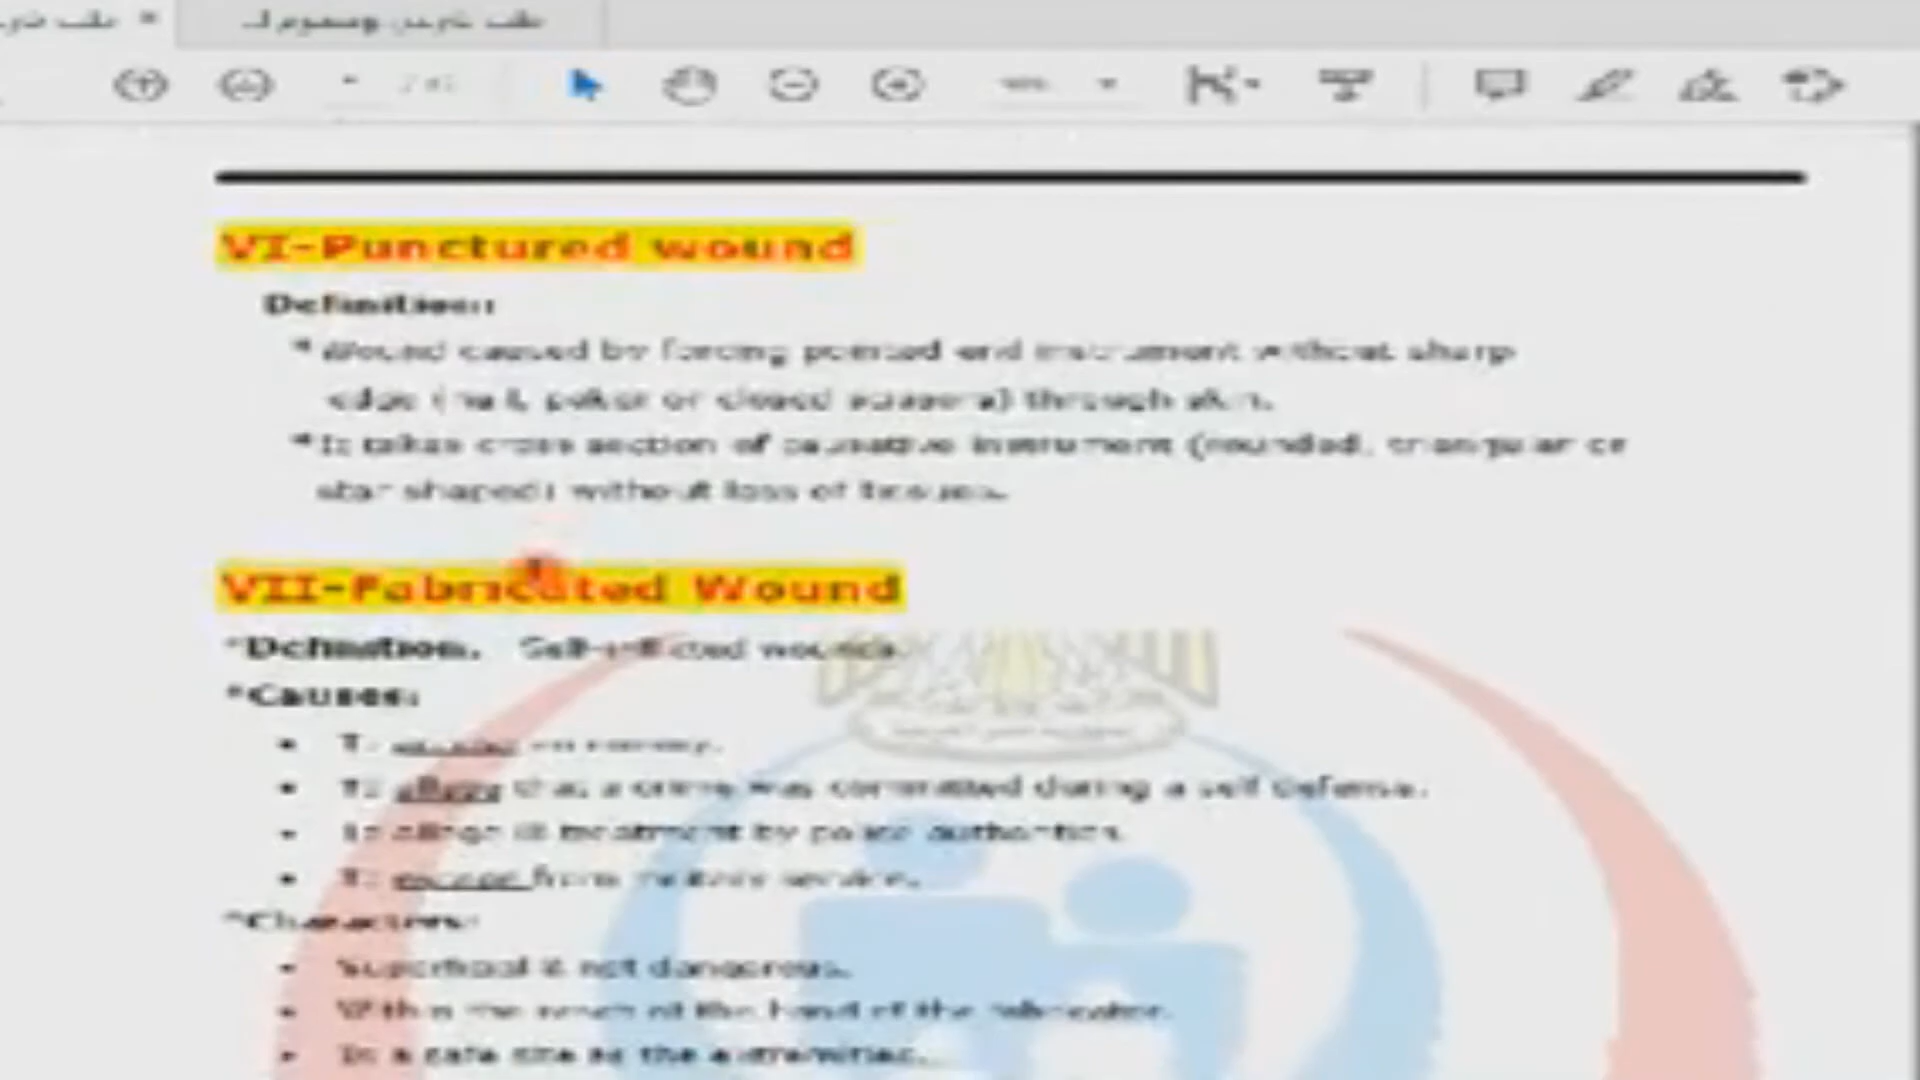 VI-Punctured wound
Definition:
* Wound caused by forcing pointed end instrument without sharp
edge (nail, poker or closed scissors) through skin.
* It takes cross section of causative instrument (rounded, triangular or
star shaped) without loss of tissues.
VII-Fabricated Wound
*Definition. Self-inflicted wounds.
*Causes:
• To enemy.
• To allege that a crime was committed during a self defense.
• To allege ill treatment by police authorities.
• To escape from military service.
*Characters:
• Superficial & not dangerous.
• Within the reach of the hand of the fabricator.
• In a safe site as the extremities...